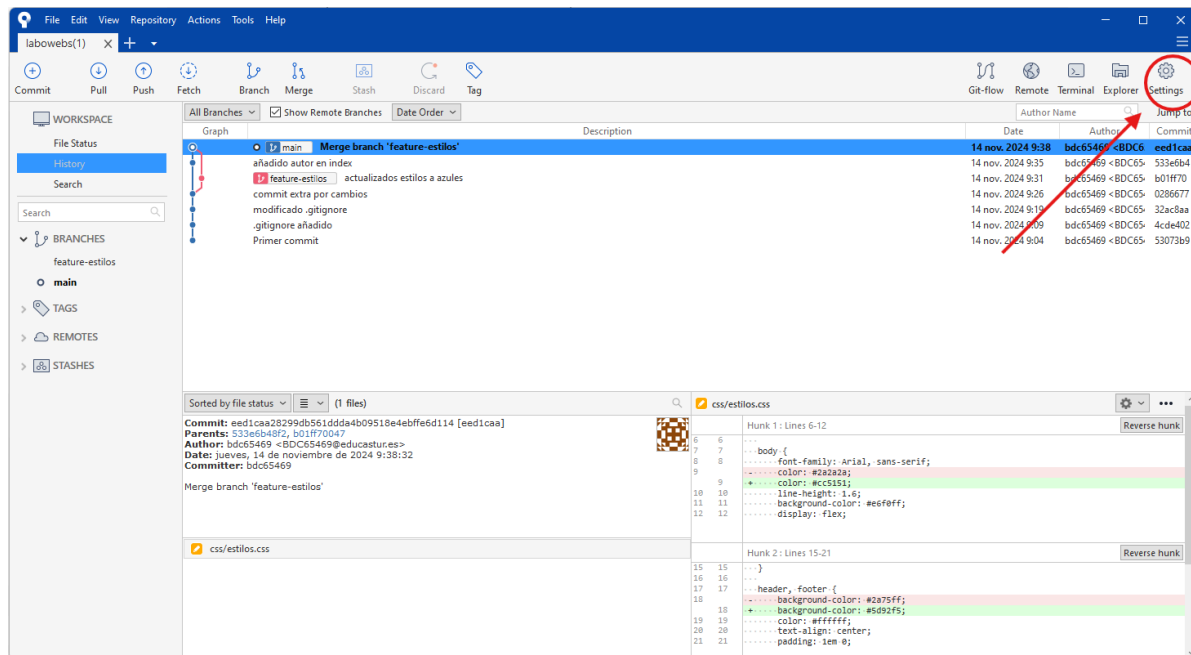 File Edit View Repository Actions Tools Help
labowebs(1)
Commit Pull Push Fetch Branch Merge Stash Discard Tag Git-flow Remote Terminal Explorer Settings
All Branches Show Remote Branches Date Order Author Name Jump to
Graph Description Date Author Commit
main Merge branch 'feature-estilos' 14 nov. 2024 9:38 bdc65469 <BDC6 eed1caa
añadido autor en index 14 nov. 2024 9:35 bdc65469 <BDC65 533e6b4
feature-estilos actualizados estilos a azules 14 nov. 2024 9:31 bdc65469 <BDC65 b01ff70
commit extra por cambios 14 nov. 2024 9:26 bdc65469 <BDC65 0286677
modificado .gitignore 14 nov. 2024 9:19 bdc65469 <BDC65 32ac8aa
.gitignore añadido 14 nov. 2024 9:09 bdc65469 <BDC65 4cde402
Primer commit 14 nov. 2024 9:04 bdc65469 <BDC65 53073b9
WORKSPACE
File Status
History
Search
Search
BRANCHES
feature-estilos
main
TAGS
REMOTES
STASHES
Sorted by file status (1 files)
Commit: eed1caa28299db561ddda4b09518e4ebffe6d114 [eed1caa]
Parents: 533e6b48f2, b01ff70047
Author: bdc65469 <BDC65469@educastur.es>
Date: jueves, 14 de noviembre de 2024 9:38:32
Committer: bdc65469
Merge branch 'feature-estilos'
css/estilos.css
css/estilos.css
Hunk 1 : Lines 6-12 Reverse hunk
6 6
7 7 body {
8 8 font-family: Arial, sans-serif;
9 - color: #2a2a2a;
9 + color: #cc5151;
10 10 line-height: 1.6;
11 11 background-color: #e6f0ff;
12 12 display: flex;
Hunk 2 : Lines 15-21 Reverse hunk
15 15 }
16 16
17 17 header, footer {
18 - background-color: #2a75ff;
18 + background-color: #5d92f5;
19 19 color: #ffffff;
20 20 text-align: center;
21 21 padding: 1em 0;